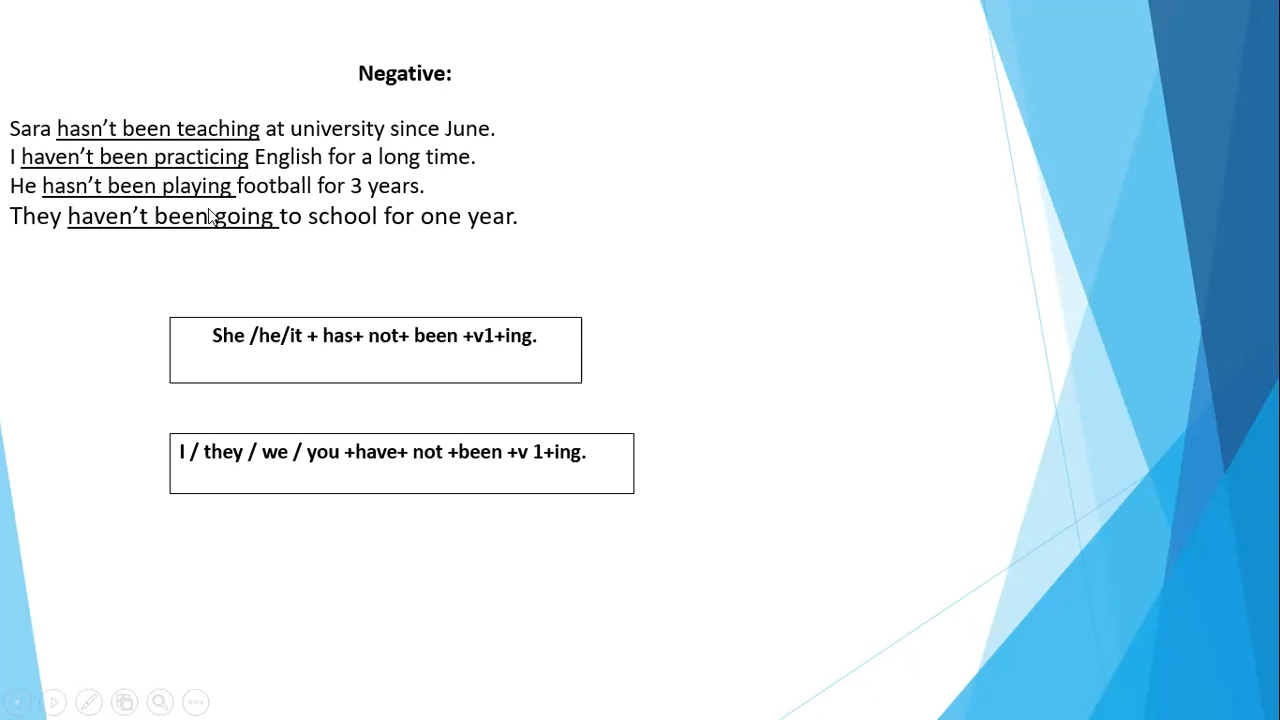 Negative:
Sara hasn’t been teaching at university since June.
I haven’t been practicing English for a long time.
He hasn’t been playing football for 3 years.
They haven’t been going to school for one year.
She /he/it + has+ not+ been +v1+ing.
I / they / we / you +have+ not +been +v 1+ing.